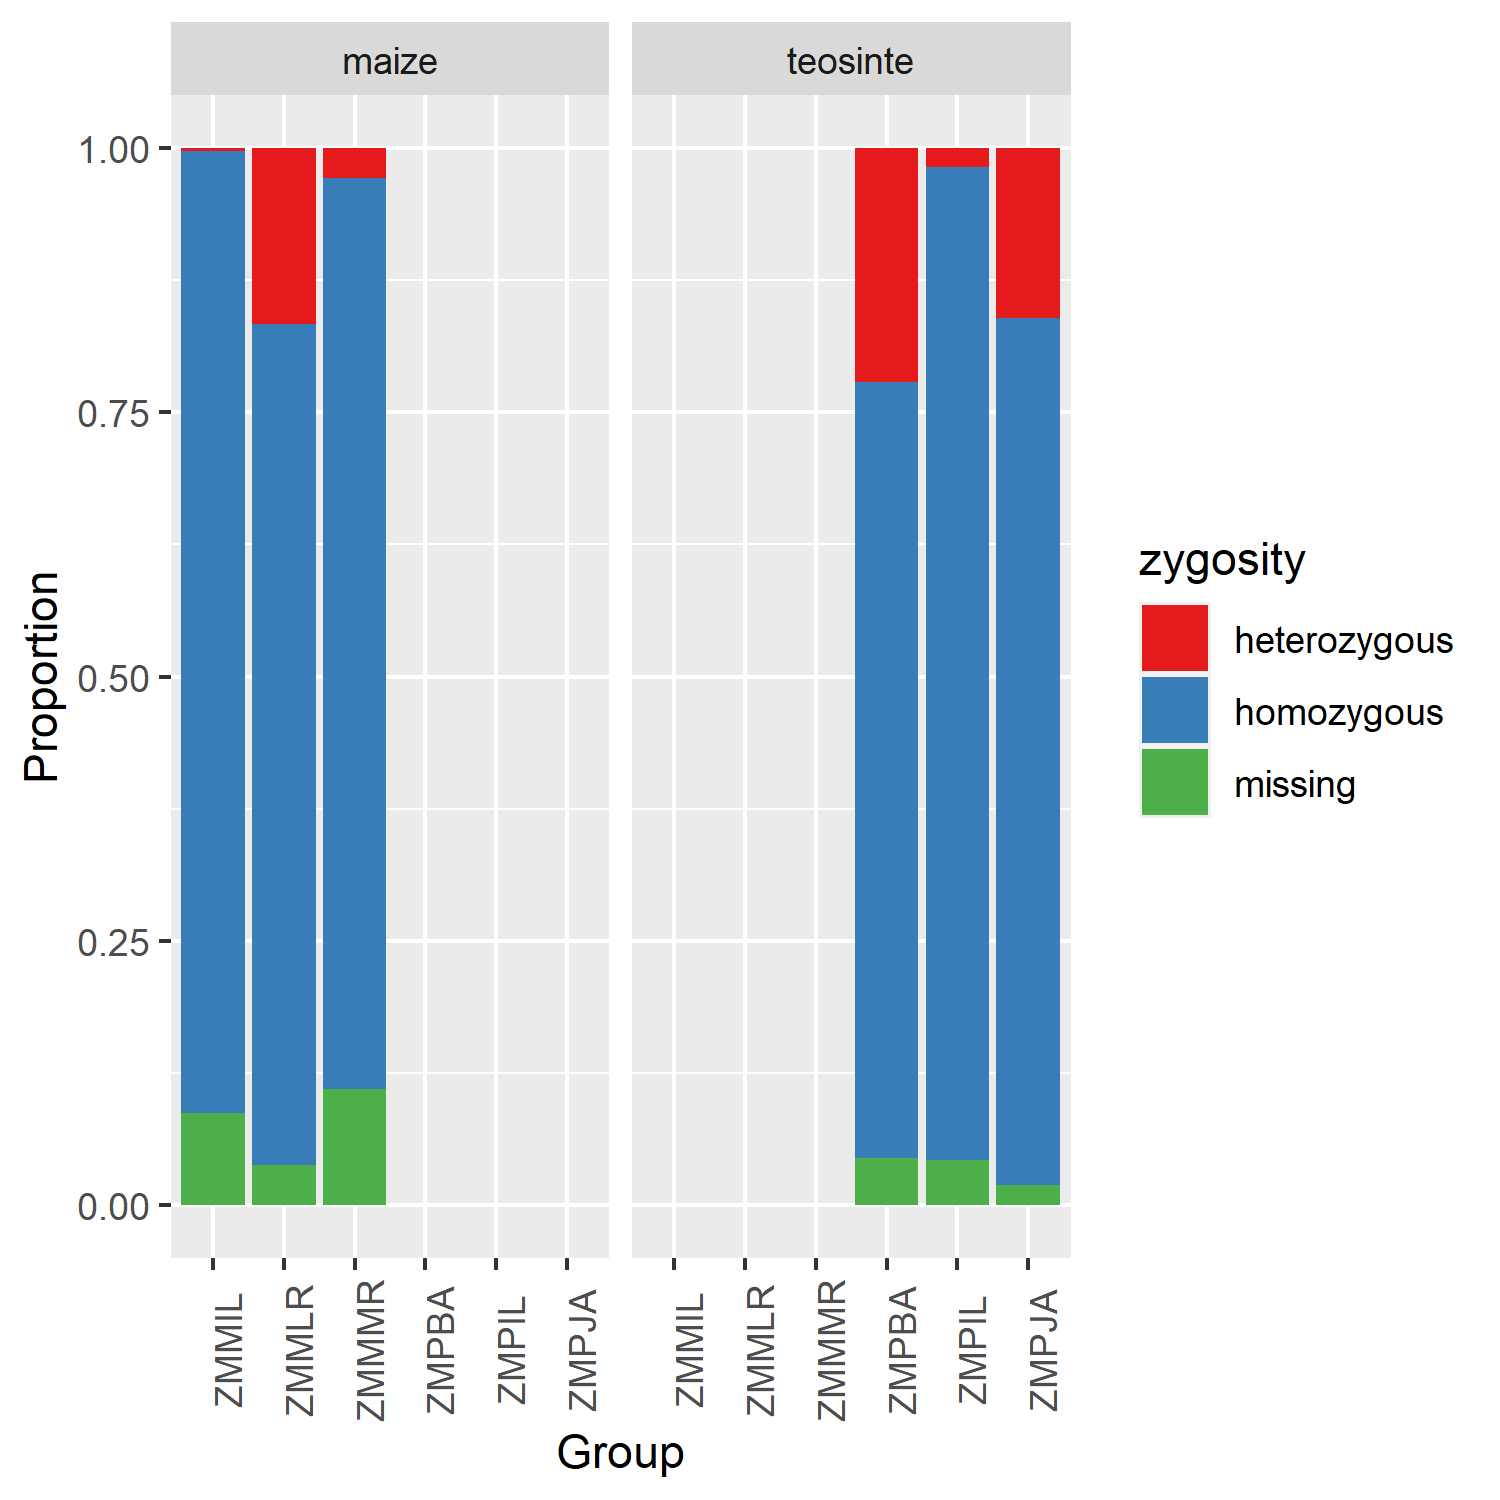 maize
teosinte
1.00
0.75
0.50
0.25
0.00
Proportion
ZMMIL
ZMMLR
ZMMMR
ZMPBA
ZMPIL
ZMPJA
ZMMIL
ZMMLR
ZMMMR
ZMPBA
ZMPIL
ZMPJA
Group
zygosity
heterozygous
homozygous
missing